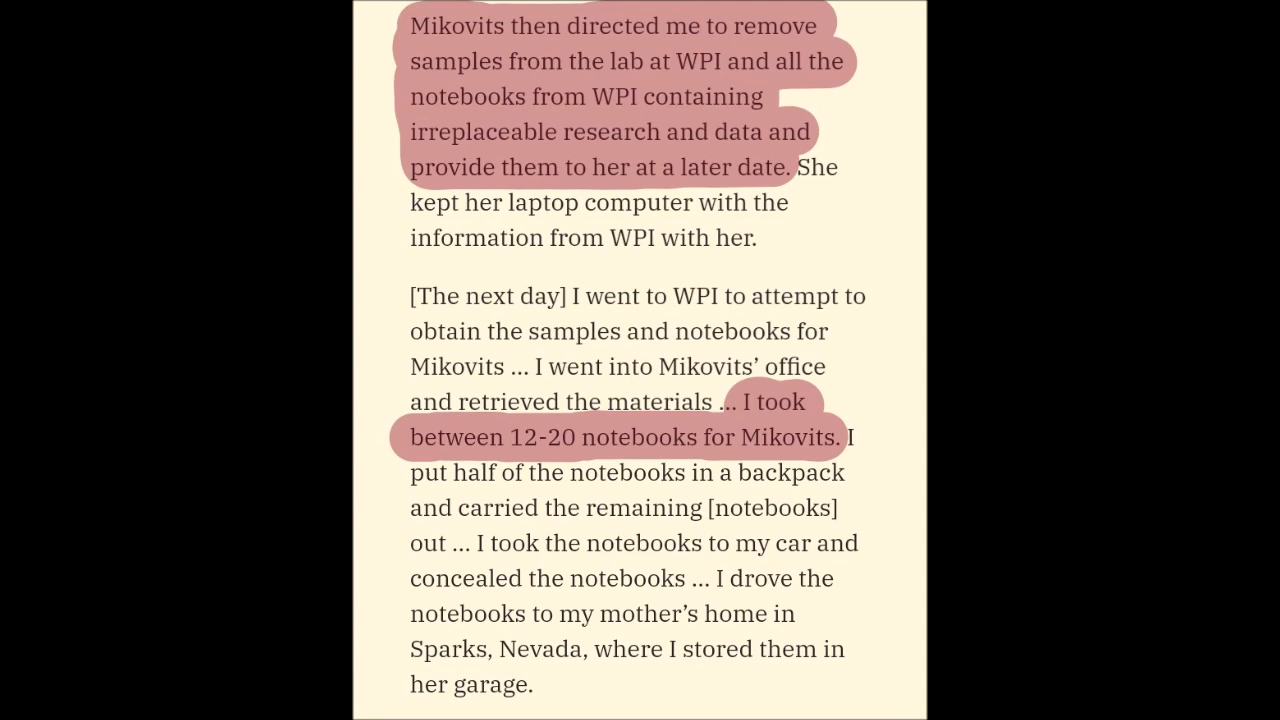 Mikovits then directed me to remove
samples from the lab at WPI and all the
notebooks from WPI containing
irreplaceable research and data and
provide them to her at a later date. She
kept her laptop computer with the
information from WPI with her.
[The next day] I went to WPI to attempt to
obtain the samples and notebooks for
Mikovits … I went into Mikovits’ office
and retrieved the materials … I took
between 12-20 notebooks for Mikovits. I
put half of the notebooks in a backpack
and carried the remaining [notebooks]
out … I took the notebooks to my car and
concealed the notebooks … I drove the
notebooks to my mother’s home in
Sparks, Nevada, where I stored them in
her garage.